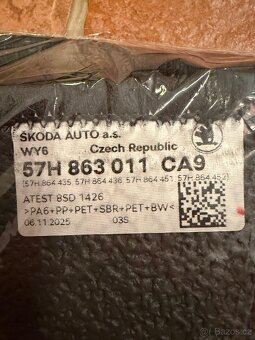 ŠKODA AUTO a.s.
WY6 Czech Republic
57H 863 011 CA9
(57H.864.435 57H.864.436 57H.864.451 57H.864.452)
ATEST 8SD 1426
>PA6+PP+PET+SBR+PET+BW<
06.11.2025 03S
Bazoš.cz